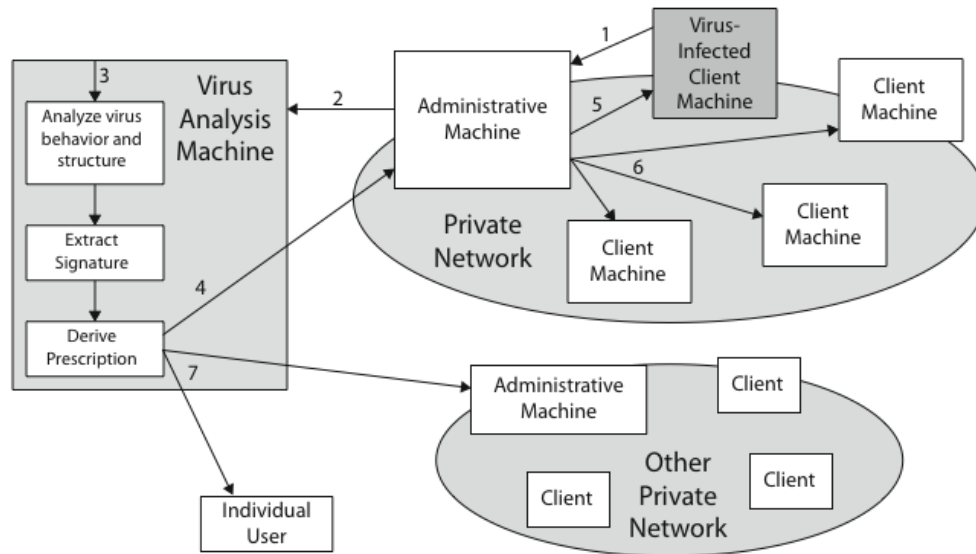 3
Analyze virus
behavior and
structure
Virus
Analysis
Machine
Extract
Signature
Derive
Prescription
2
4
7
Administrative
Machine
1
Virus-
Infected
Client
Machine
5
Client
Machine
6
Client
Machine
Client
Machine
Private
Network
Administrative
Machine
Client
Client
Client
Other
Private
Network
Individual
User